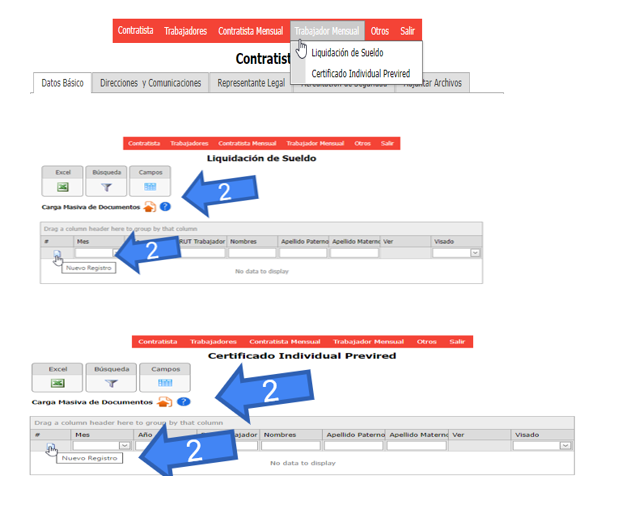 Contratista Trabajadores Contratista Mensual Trabajador Mensual Otros Salir
Liquidación de Sueldo
Contratist
Certificado Individual Previred
Datos Básico Direcciones y Comunicaciones Representante Legal Archivos
Contratista Trabajadores Contratista Mensual Trabajador Mensual Otros Salir
Liquidación de Sueldo
Excel Búsqueda Campos
2
Carga Masiva de Documentos ?
Drag a column header here to group by that column
# Mes RUT Trabajador Nombres Apellido Paterno Apellido Materno Ver Visado
2
Nuevo Registro
No data to display
Contratista Trabajadores Contratista Mensual Trabajador Mensual Otros Salir
Certificado Individual Previred
Excel Búsqueda Campos
2
Carga Masiva de Documentos ?
Drag a column header here to group by that column
# Mes Año ajador Nombres Apellido Paterno Apellido Materno Ver Visado
2
Nuevo Registro
No data to display